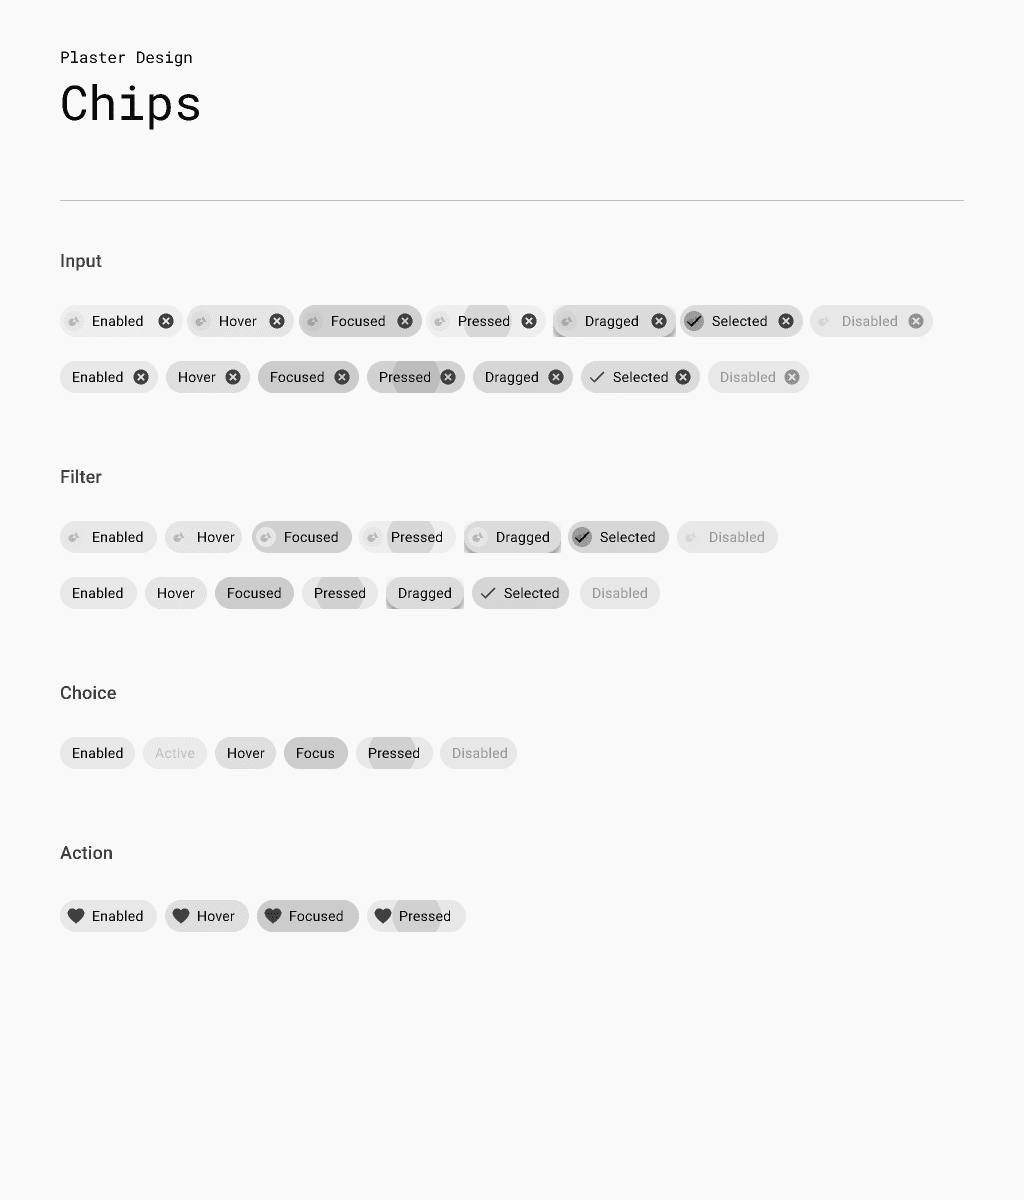 Plaster Design
Chips
Input
Enabled Hover Focused Pressed Dragged Selected Disabled
Enabled Hover Focused Pressed Dragged Selected Disabled
Filter
Enabled Hover Focused Pressed Dragged Selected Disabled
Enabled Hover Focused Pressed Dragged Selected Disabled
Choice
Enabled Active Hover Focus Pressed Disabled
Action
Enabled Hover Focused Pressed